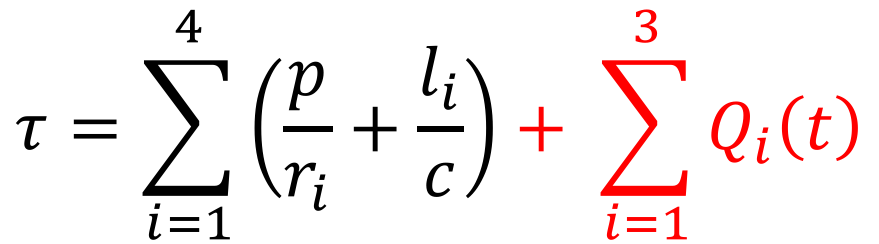 τ = ∑_{i=1}^{4} (p/r_i + l_i/c) + ∑_{i=1}^{3} Q_i(t)